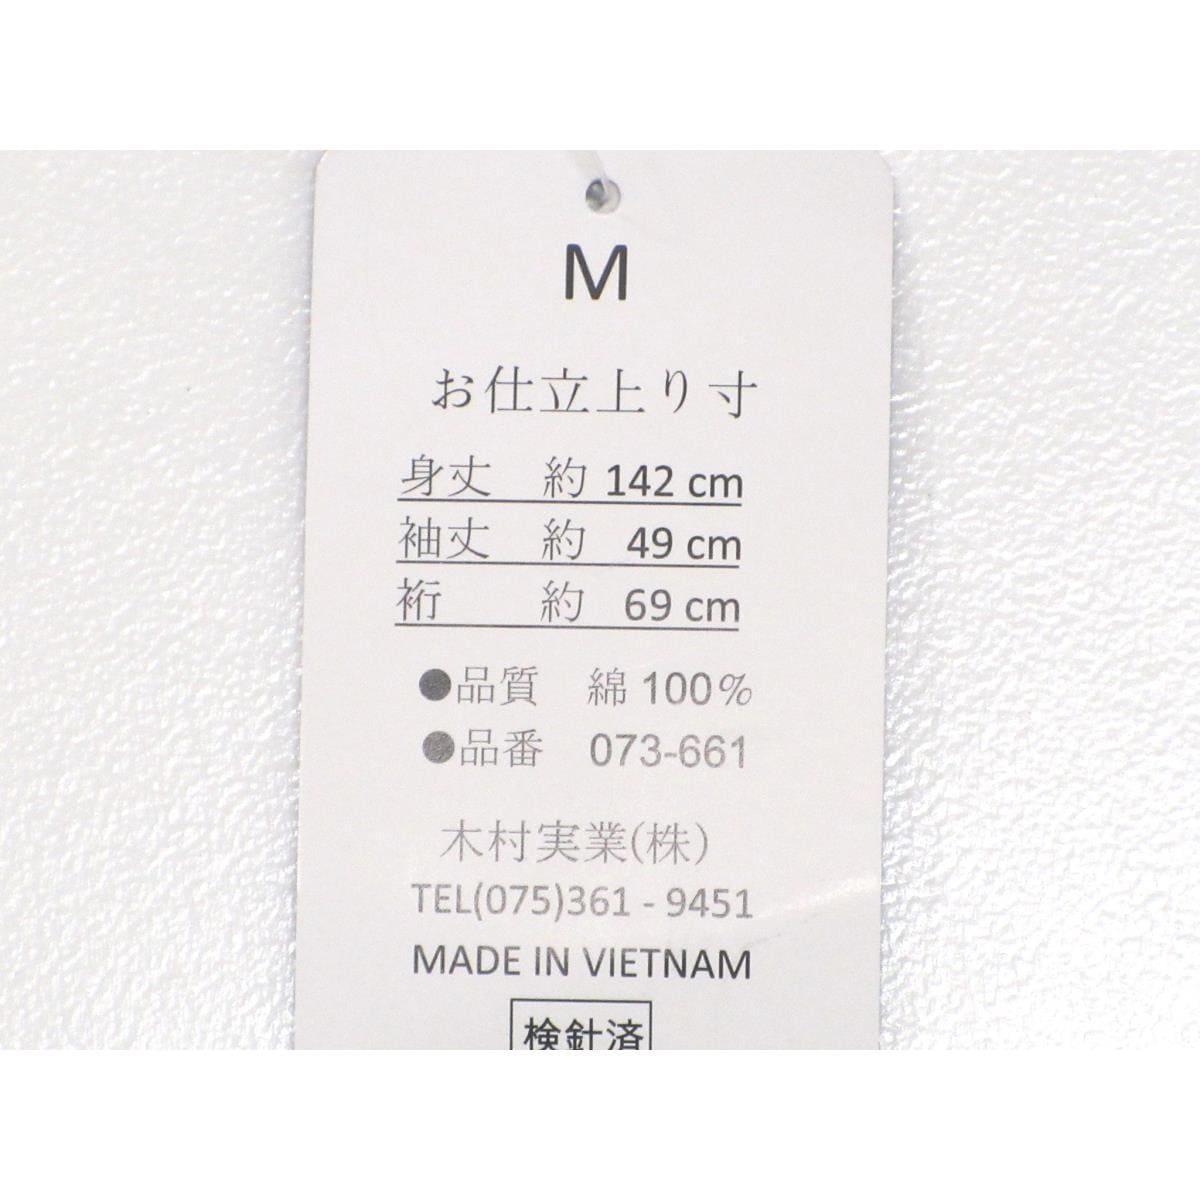 M
お仕立上り寸
身丈 約 142 cm
袖丈 約 49 cm
裄 約 69 cm
●品質 綿 100%
●品番 073-661
木村実業(株)
TEL(075)361 - 9451
MADE IN VIETNAM
検針済